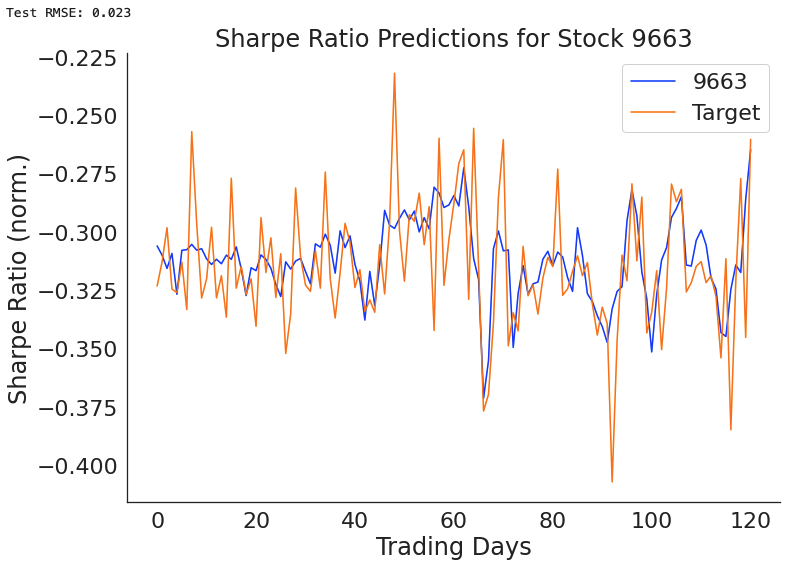 Test RMSE: 0.023
Sharpe Ratio Predictions for Stock 9663
9663
Target
Sharpe Ratio (norm.)
−0.225
−0.250
−0.275
−0.300
−0.325
−0.350
−0.375
−0.400
0 20 40 60 80 100 120
Trading Days